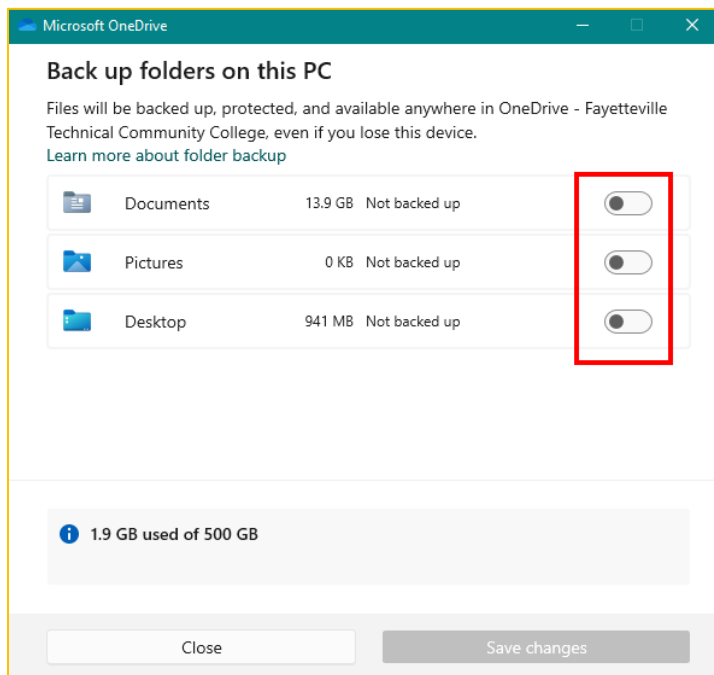 Microsoft OneDrive
Back up folders on this PC
Files will be backed up, protected, and available anywhere in OneDrive - Fayetteville
Technical Community College, even if you lose this device.
Learn more about folder backup
Documents 13.9 GB Not backed up
Pictures 0 KB Not backed up
Desktop 941 MB Not backed up
1.9 GB used of 500 GB
Close Save changes